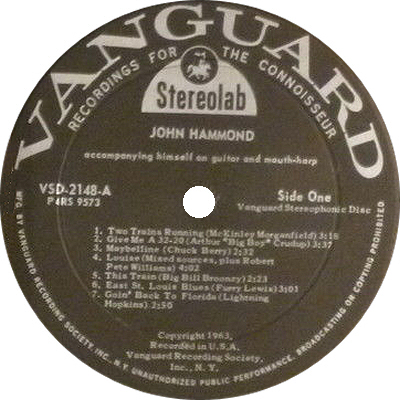 VANGUARD
RECORDINGS FOR THE CONNOISSEUR
Stereolab
JOHN HAMMOND
accompanying himself on guitar and mouth-harp
VSD-2148-A
P4RS 9573
Side One
Vanguard Stereophonic Disc
1. Two Trains Running (McKinley Morganfield) 3:16
2. Give Me A 32-20 (Arthur "Big Boy" Crudup) 3:37
3. Maybelline (Chuck Berry) 2:32
4. Louise (Mixed sources, plus Robert
Pete Williams) 4:02
5. This Train (Big Bill Broonzy) 2:23
6. East St. Louis Blues (Furry Lewis) 3:01
7. Goin' Back To Florida (Lightning
Hopkins) 2:50
Copyright 1963,
Recorded in U.S.A.
Vanguard Recording Society,
Inc., N. Y.
MFG. BY VANGUARD RECORDING SOCIETY, INC., N.Y. UNAUTHORIZED PUBLIC PERFORMANCE, BROADCASTING OR COPYING PROHIBITED